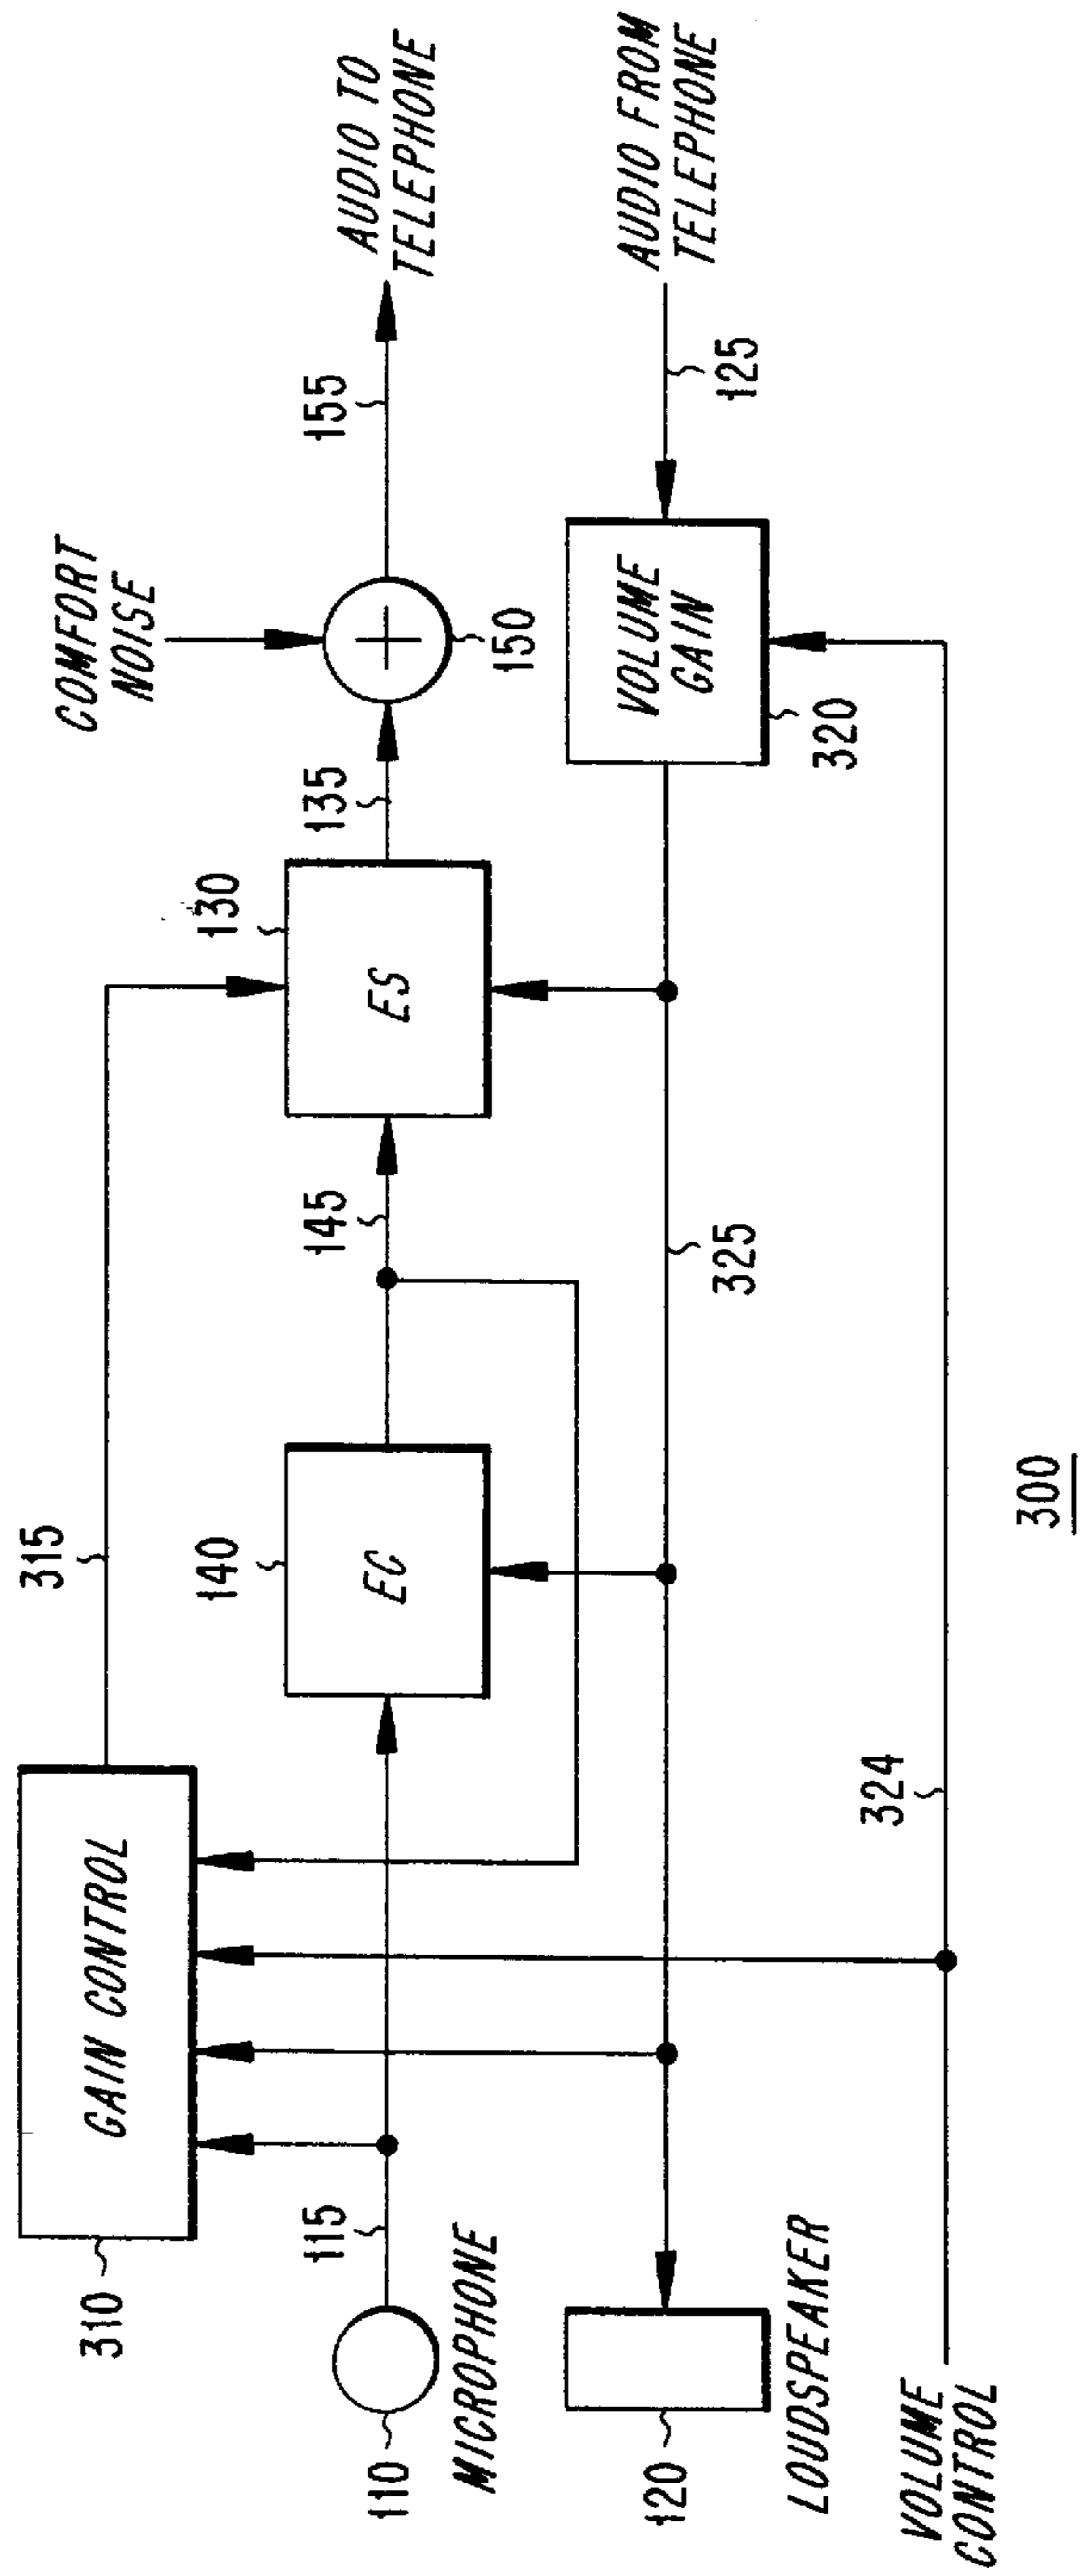 310
GAIN CONTROL
315
COMFORT
NOISE
110
MICROPHONE
115
140
EC
145
130
ES
135
150
155
AUDIO TO
TELEPHONE
120
LOUDSPEAKER
325
VOLUME
GAIN
320
125
AUDIO FROM
TELEPHONE
VOLUME
CONTROL
324
300